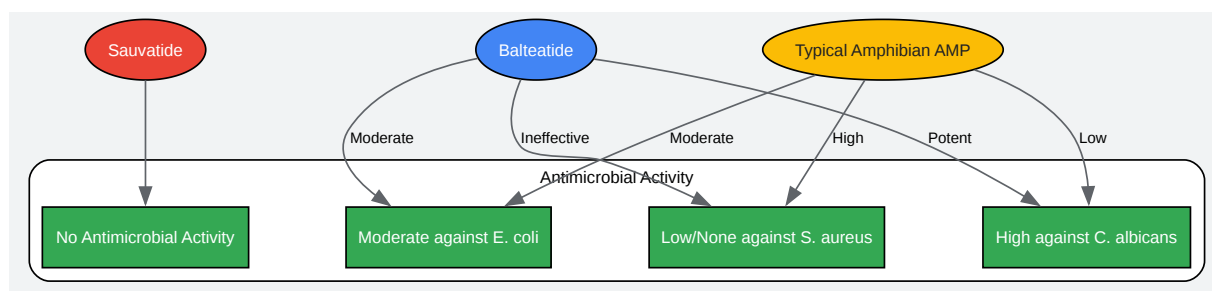 Sauvatide
Balteatide
Typical Amphibian AMP
Moderate
Ineffective
Moderate
High
Potent
Low
Antimicrobial Activity
No Antimicrobial Activity
Moderate against E. coli
Low/None against S. aureus
High against C. albicans